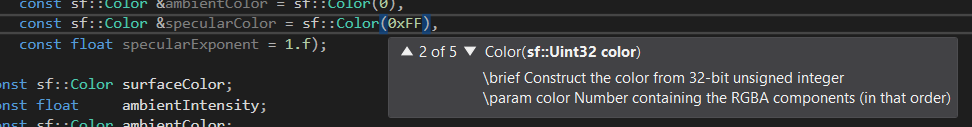 const sf::Color &ambientColor = sf::Color(0),
const sf::Color &specularColor = sf::Color(0xFF),
const float specularExponent = 1.f);
▲ 2 of 5 ▼ Color(sf::Uint32 color)
\brief Construct the color from 32-bit unsigned integer
\param color Number containing the RGBA components (in that order)
onst sf::Color surfaceColor;
onst float ambientIntensity;
onst sf::Color ambientColor;